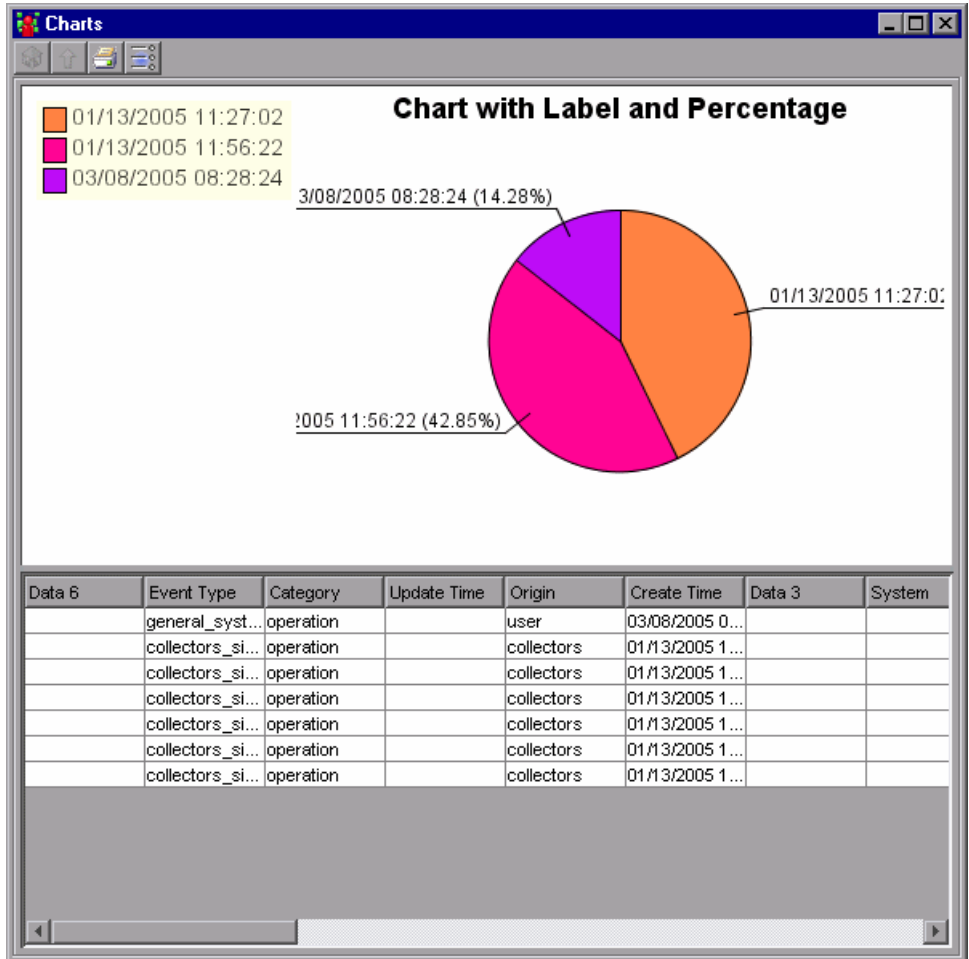 Charts
Chart with Label and Percentage
01/13/2005 11:27:02
01/13/2005 11:56:22
03/08/2005 08:28:24
3/08/2005 08:28:24 (14.28%)
01/13/2005 11:27:02
2005 11:56:22 (42.85%)
Data 6 Event Type Category Update Time Origin Create Time Data 3 System
general_syst... operation user 03/08/2005 0...
collectors_si... operation collectors 01/13/2005 1...
collectors_si... operation collectors 01/13/2005 1...
collectors_si... operation collectors 01/13/2005 1...
collectors_si... operation collectors 01/13/2005 1...
collectors_si... operation collectors 01/13/2005 1...
collectors_si... operation collectors 01/13/2005 1...